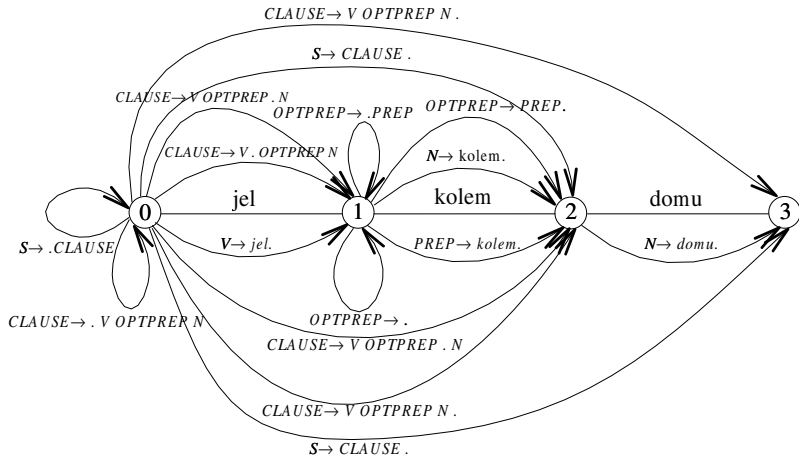 CLAUSE→ V OPTPREP N .
S→ CLAUSE .
CLAUSE→ V OPTPREP . N
OPTPREP→ .PREP
OPTPREP→ PREP.
CLAUSE→ V . OPTPREP N
N→ kolem.
jel
kolem
domu
0
1
2
3
S→ .CLAUSE
V→ jel.
PREP→ kolem.
N→ domu.
CLAUSE→ . V OPTPREP N
OPTPREP→ .
CLAUSE→ V OPTPREP . N
CLAUSE→ V OPTPREP N .
S→ CLAUSE .